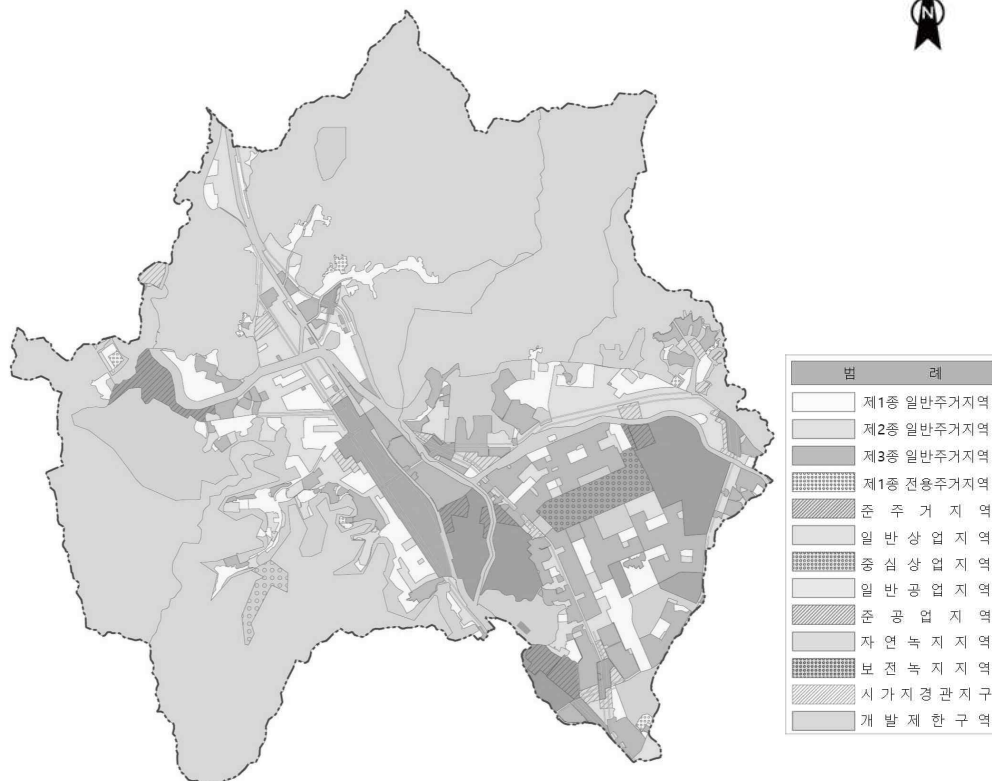 N
범 례
제1종 일반주거지역
제2종 일반주거지역
제3종 일반주거지역
제1종 전용주거지역
준 주 거 지 역
일 반 상 업 지 역
중 심 상 업 지 역
일 반 공 업 지 역
준 공 업 지 역
자 연 녹 지 지 역
보 전 녹 지 지 역
시 가 지 경 관 지 구
개 발 제 한 구 역